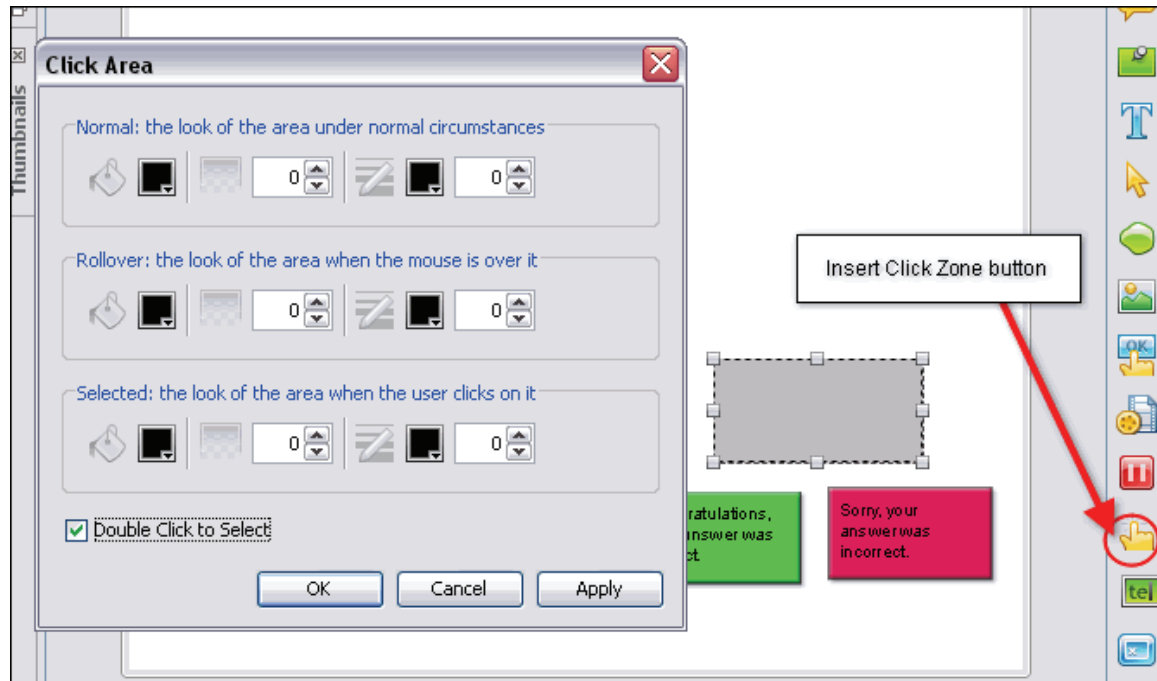 Thumbnails
Click Area
Normal: the look of the area under normal circumstances
0
0
Rollover: the look of the area when the mouse is over it
0
0
Selected: the look of the area when the user clicks on it
0
0
Double Click to Select
OK
Cancel
Apply
Insert Click Zone button
ratulations,
answer was
ct.
Sorry, your
answer was
incorrect.
OK
te